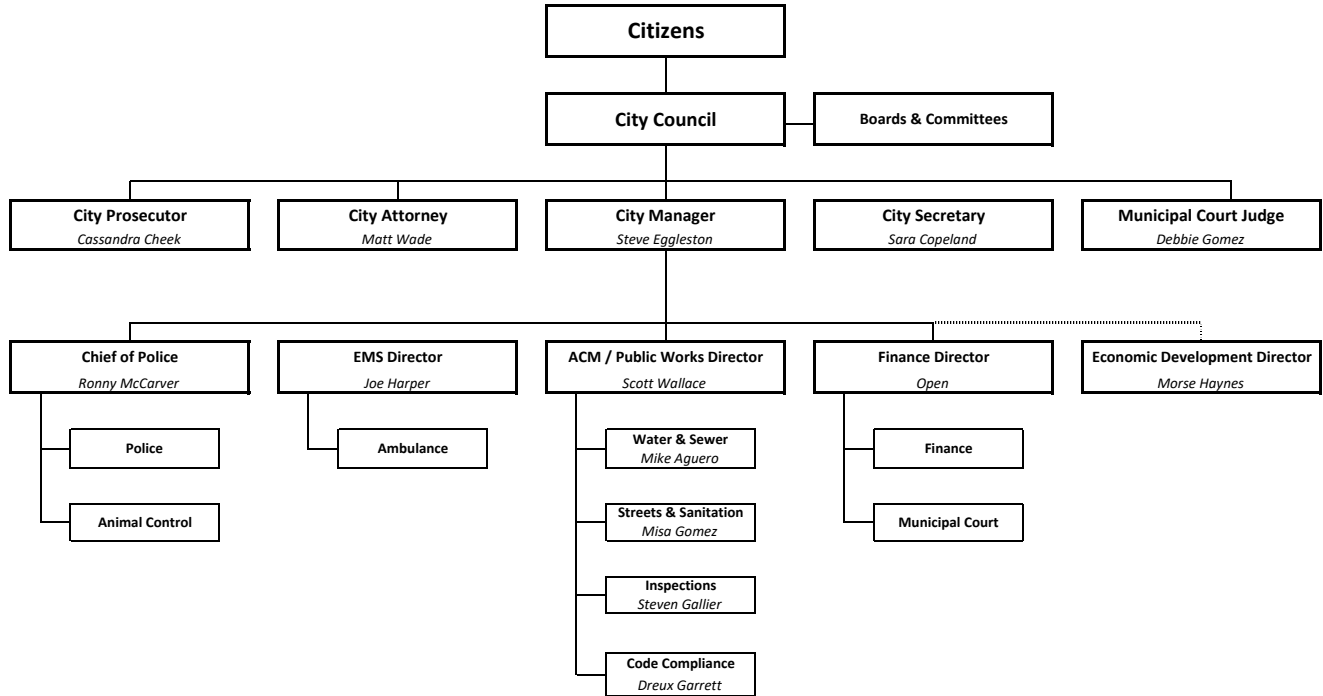 Citizens
City Council
Boards & Committees
City Prosecutor
Cassandra Cheek
City Attorney
Matt Wade
City Manager
Steve Eggleston
City Secretary
Sara Copeland
Municipal Court Judge
Debbie Gomez
Chief of Police
Ronny McCarver
EMS Director
Joe Harper
ACM / Public Works Director
Scott Wallace
Finance Director
Open
Economic Development Director
Morse Haynes
Police
Animal Control
Ambulance
Water & Sewer
Mike Aguero
Streets & Sanitation
Misa Gomez
Inspections
Steven Gallier
Code Compliance
Dreux Garrett
Finance
Municipal Court